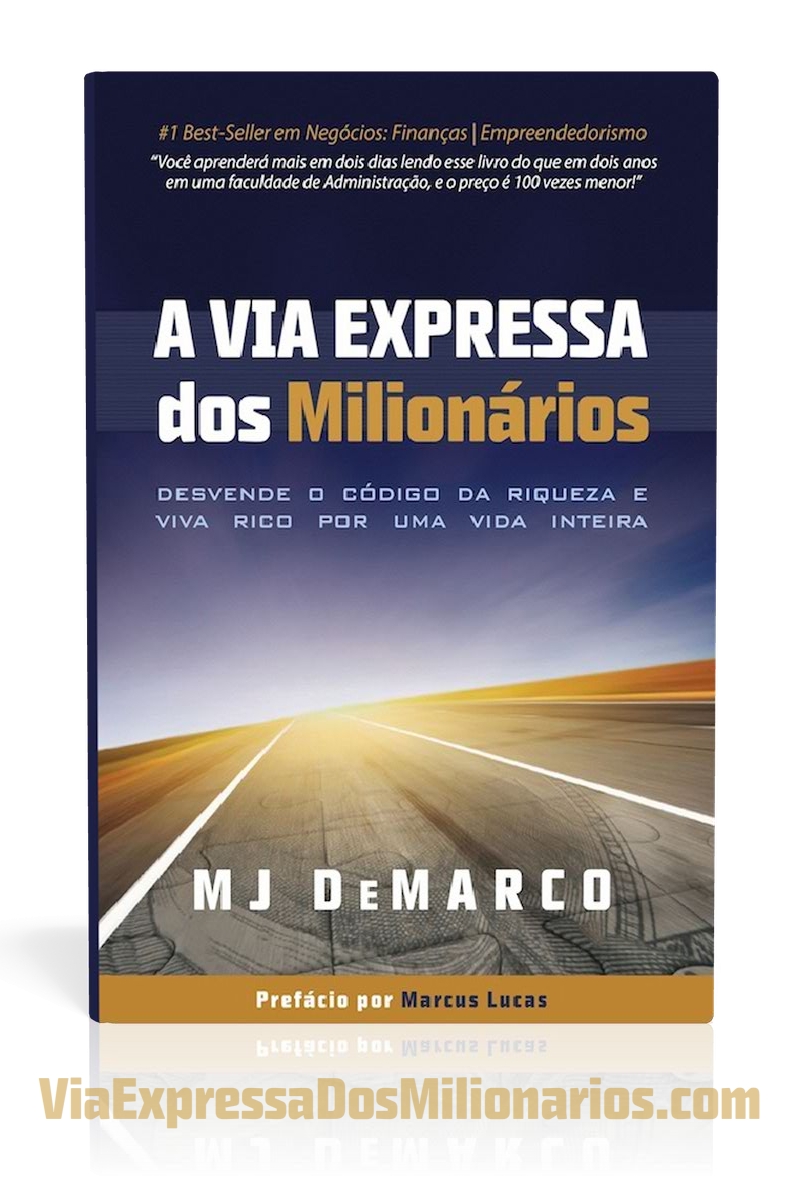 #1 Best-Seller em Negócios: Finanças | Empreendedorismo
“Você aprenderá mais em dois dias lendo esse livro do que em dois anos
em uma faculdade de Administração, e o preço é 100 vezes menor!”
A VIA EXPRESSA
dos Milionários
DESVENDE O CÓDIGO DA RIQUEZA E
VIVA RICO POR UMA VIDA INTEIRA
MJ DeMARCO
Prefácio por Marcus Lucas
ViaExpressaDosMilionarios.com